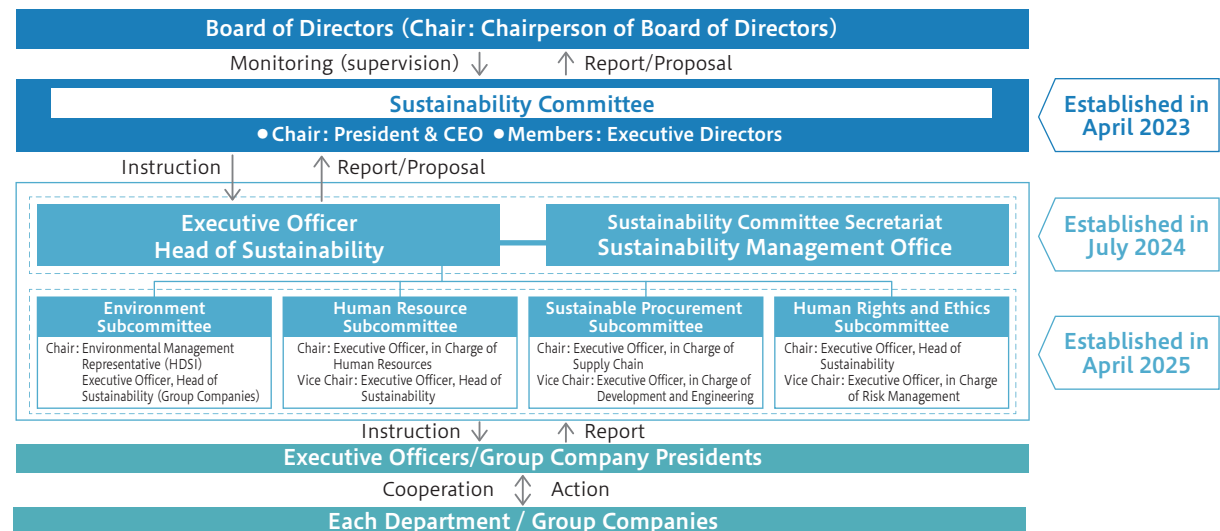 Board of Directors (Chair: Chairperson of Board of Directors)
Monitoring (supervision)
Report/Proposal
Sustainability Committee
●Chair: President & CEO ●Members: Executive Directors
Established in
April 2023
Instruction
Report/Proposal
Executive Officer
Head of Sustainability
Sustainability Committee Secretariat
Sustainability Management Office
Established in
July 2024
Environment
Subcommittee
Chair: Environmental Management
Representative (HDSI)
Executive Officer, Head of
Sustainability (Group Companies)
Human Resource
Subcommittee
Chair: Executive Officer, in Charge of
Human Resources
Vice Chair: Executive Officer, Head of
Sustainability
Sustainable Procurement
Subcommittee
Chair: Executive Officer, in Charge of
Supply Chain
Vice Chair: Executive Officer, in Charge of
Development and Engineering
Human Rights and Ethics
Subcommittee
Chair: Executive Officer, Head of
Sustainability
Vice Chair: Executive Officer, in Charge
of Risk Management
Established in
April 2025
Instruction
Report
Executive Officers/Group Company Presidents
Cooperation
Action
Each Department / Group Companies